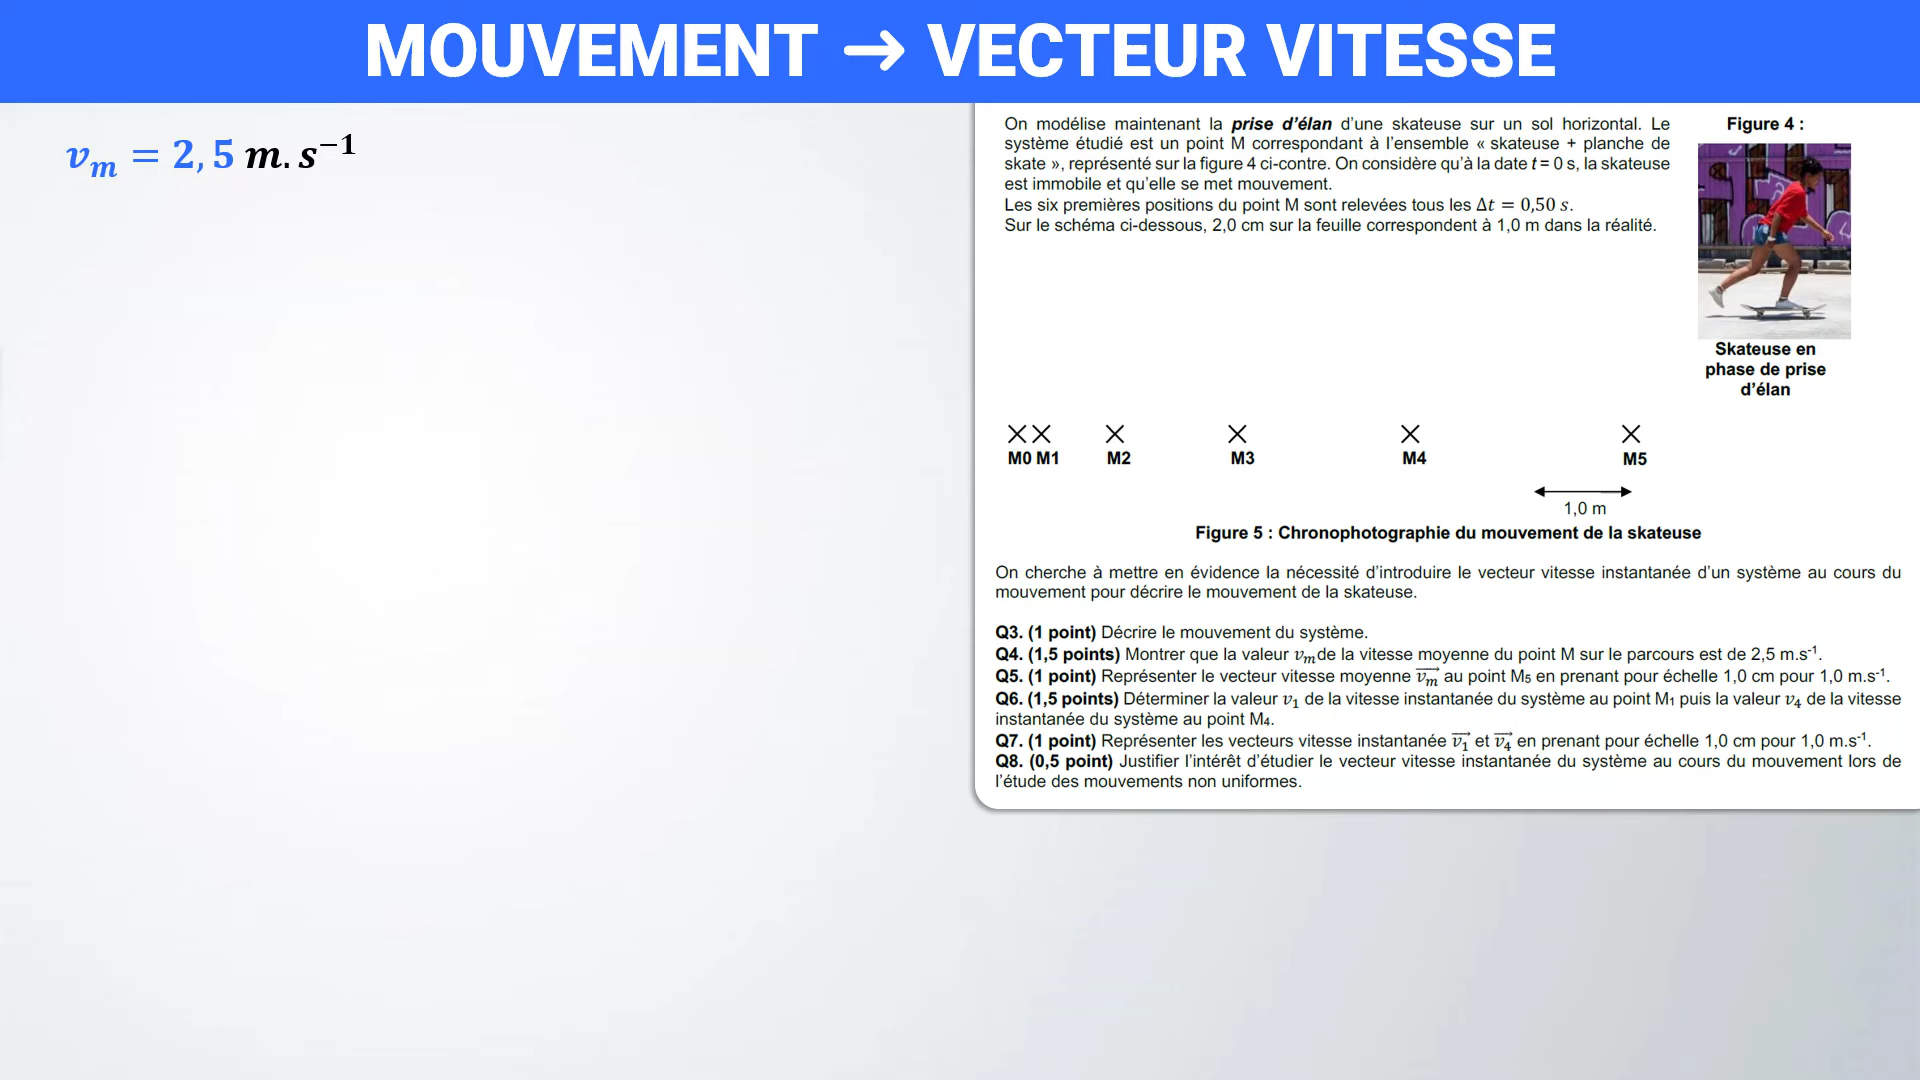 MOUVEMENT → VECTEUR VITESSE
v_m = 2,5 m.s⁻¹
On modélise maintenant la prise d’élan d’une skateuse sur un sol horizontal. Le
système étudié est un point M correspondant à l’ensemble « skateuse + planche de
skate », représenté sur la figure 4 ci-contre. On considère qu’à la date t = 0 s, la skateuse
est immobile et qu’elle se met mouvement.
Les six premières positions du point M sont relevées tous les Δt = 0,50 s.
Sur le schéma ci-dessous, 2,0 cm sur la feuille correspondent à 1,0 m dans la réalité.
Figure 4 :
Skateuse en
phase de prise
d’élan
M0 M1 M2 M3 M4 M5
1,0 m
Figure 5 : Chronophotographie du mouvement de la skateuse
On cherche à mettre en évidence la nécessité d’introduire le vecteur vitesse instantanée d’un système au cours du
mouvement pour décrire le mouvement de la skateuse.
Q3. (1 point) Décrire le mouvement du système.
Q4. (1,5 points) Montrer que la valeur v_m de la vitesse moyenne du point M sur le parcours est de 2,5 m.s⁻¹.
Q5. (1 point) Représenter le vecteur vitesse moyenne v⃗_m au point M₅ en prenant pour échelle 1,0 cm pour 1,0 m.s⁻¹.
Q6. (1,5 points) Déterminer la valeur v₁ de la vitesse instantanée du système au point M₁ puis la valeur v₄ de la vitesse
instantanée du système au point M₄.
Q7. (1 point) Représenter les vecteurs vitesse instantanée v⃗₁ et v⃗₄ en prenant pour échelle 1,0 cm pour 1,0 m.s⁻¹.
Q8. (0,5 point) Justifier l’intérêt d’étudier le vecteur vitesse instantanée du système au cours du mouvement lors de
l’étude des mouvements non uniformes.